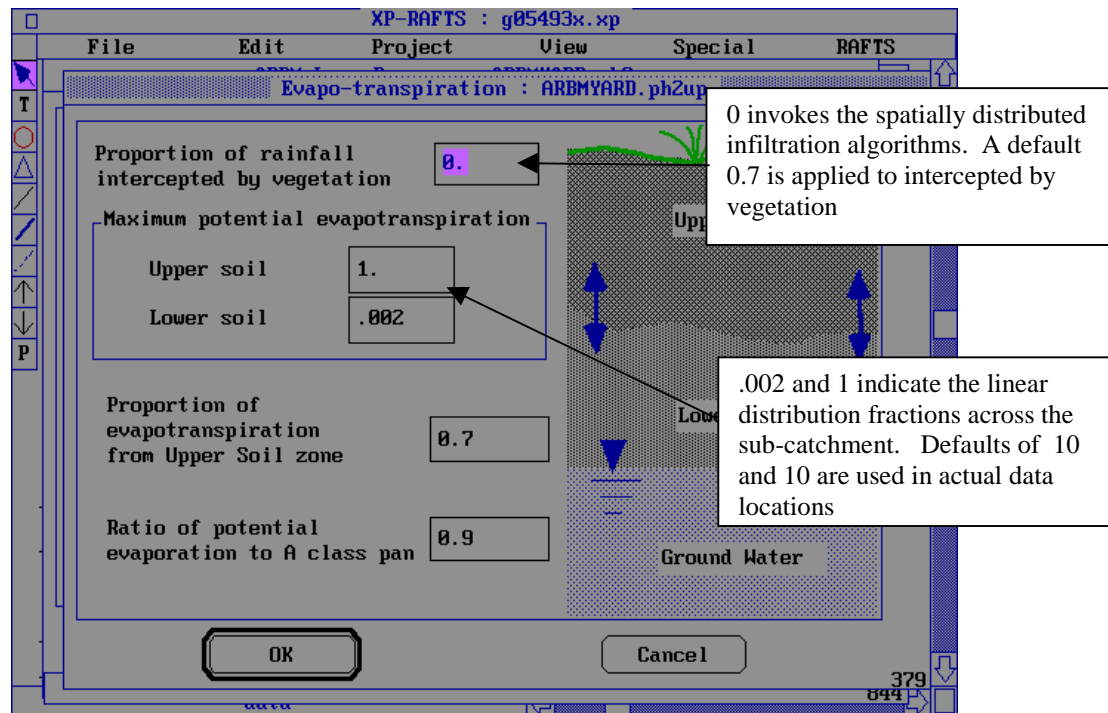 XP-RAFTS : g05493x.xp
File Edit Project View Special RAFTS
Evapo-transpiration : ARBMYARD.ph2up
T
P
Proportion of rainfall
intercepted by vegetation
0.
Maximum potential evapotranspiration
Upper soil
1.
Lower soil
.002
Proportion of
evapotranspiration
from Upper Soil zone
0.7
Ratio of potential
evaporation to A class pan
0.9
Ground Water
OK
Cancel
379
844
data
0 invokes the spatially distributed
infiltration algorithms. A default
0.7 is applied to intercepted by
vegetation
.002 and 1 indicate the linear
distribution fractions across the
sub-catchment. Defaults of 10
and 10 are used in actual data
locations